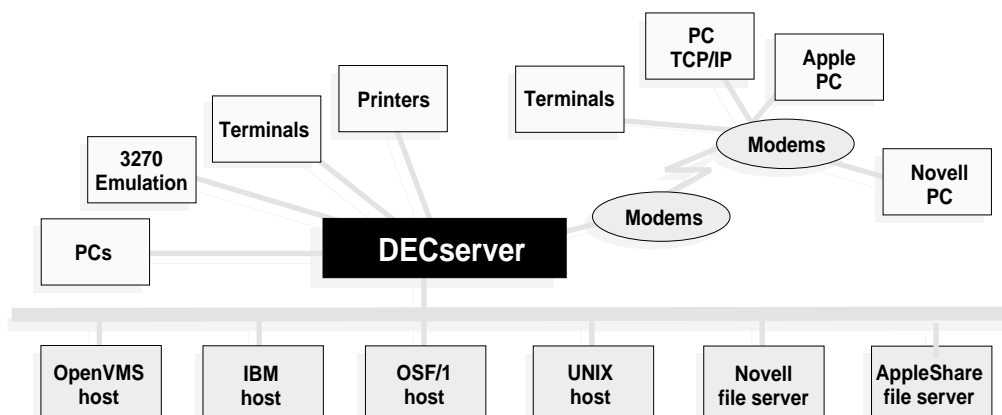 PC
TCP/IP
Apple
PC
Printers
Terminals
Terminals
Modems
3270
Emulation
Novell
PC
Modems
PCs
DECserver
OpenVMS
host
IBM
host
OSF/1
host
UNIX
host
Novell
file server
AppleShare
file server